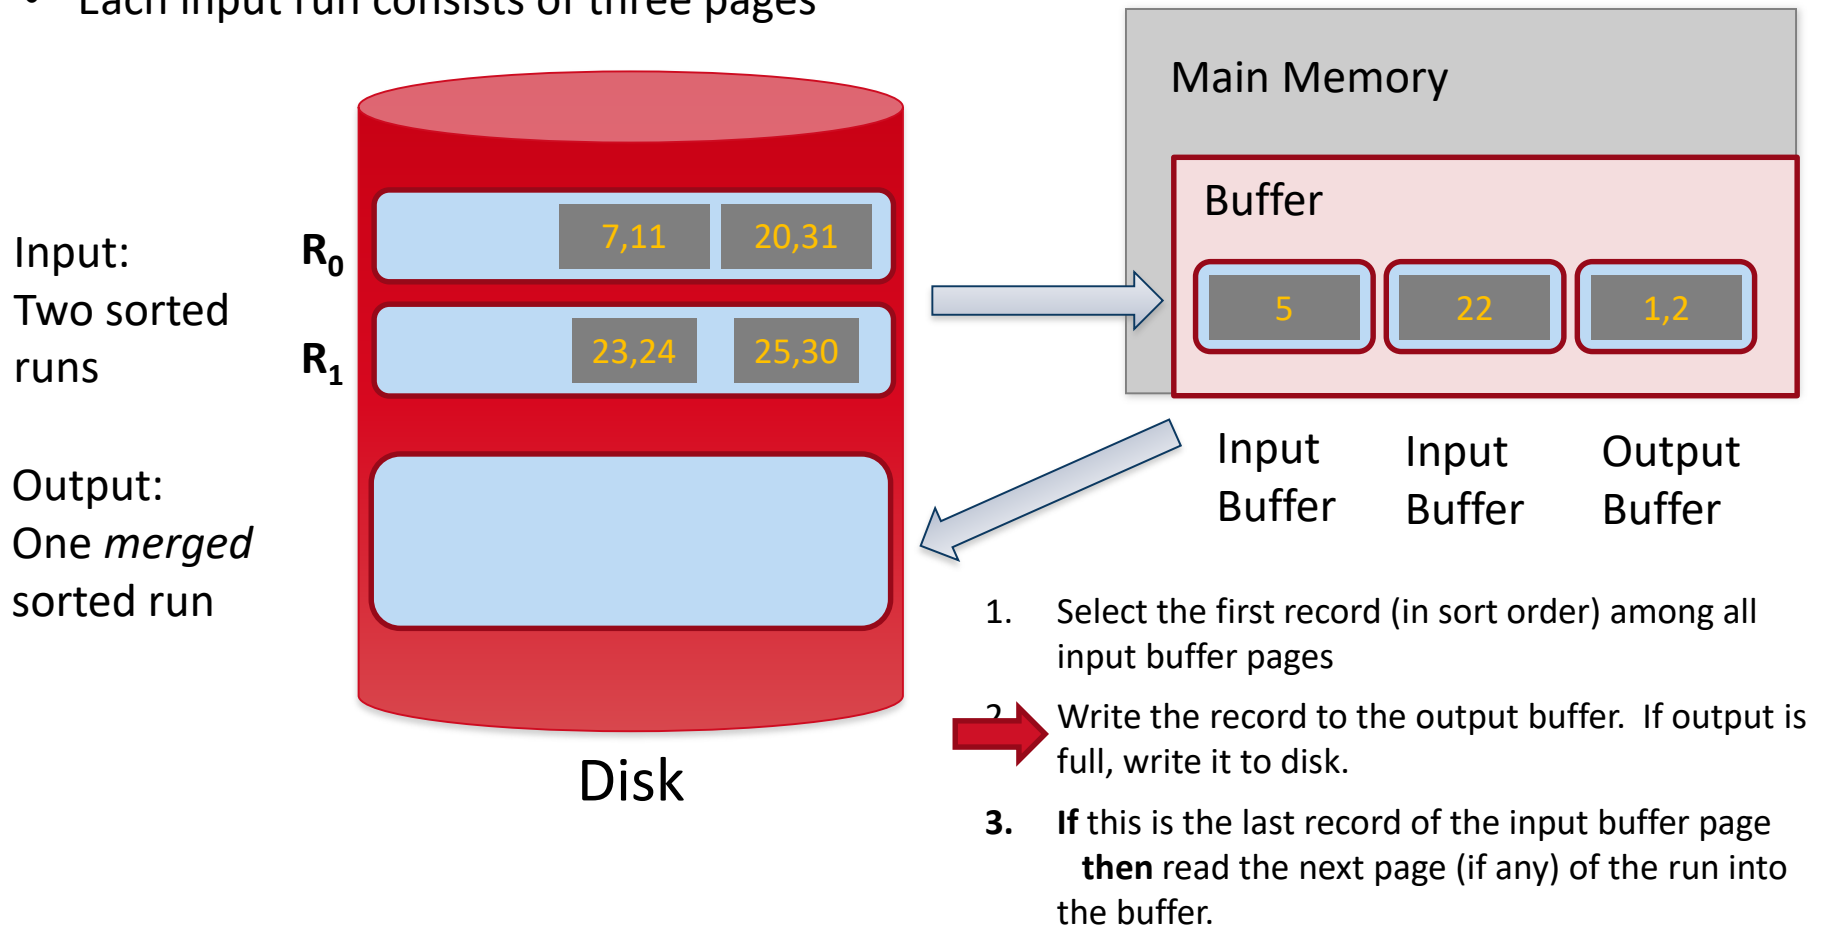 • Each input run consists of three pages
Main Memory
Buffer
5
22
1,2
Input
Buffer
Input
Buffer
Output
Buffer
Input:
Two sorted
runs
R0
7,11
20,31
R1
23,24
25,30
Output:
One merged
sorted run
Disk
1. Select the first record (in sort order) among all
input buffer pages
2. Write the record to the output buffer. If output is
full, write it to disk.
3. If this is the last record of the input buffer page
then read the next page (if any) of the run into
the buffer.